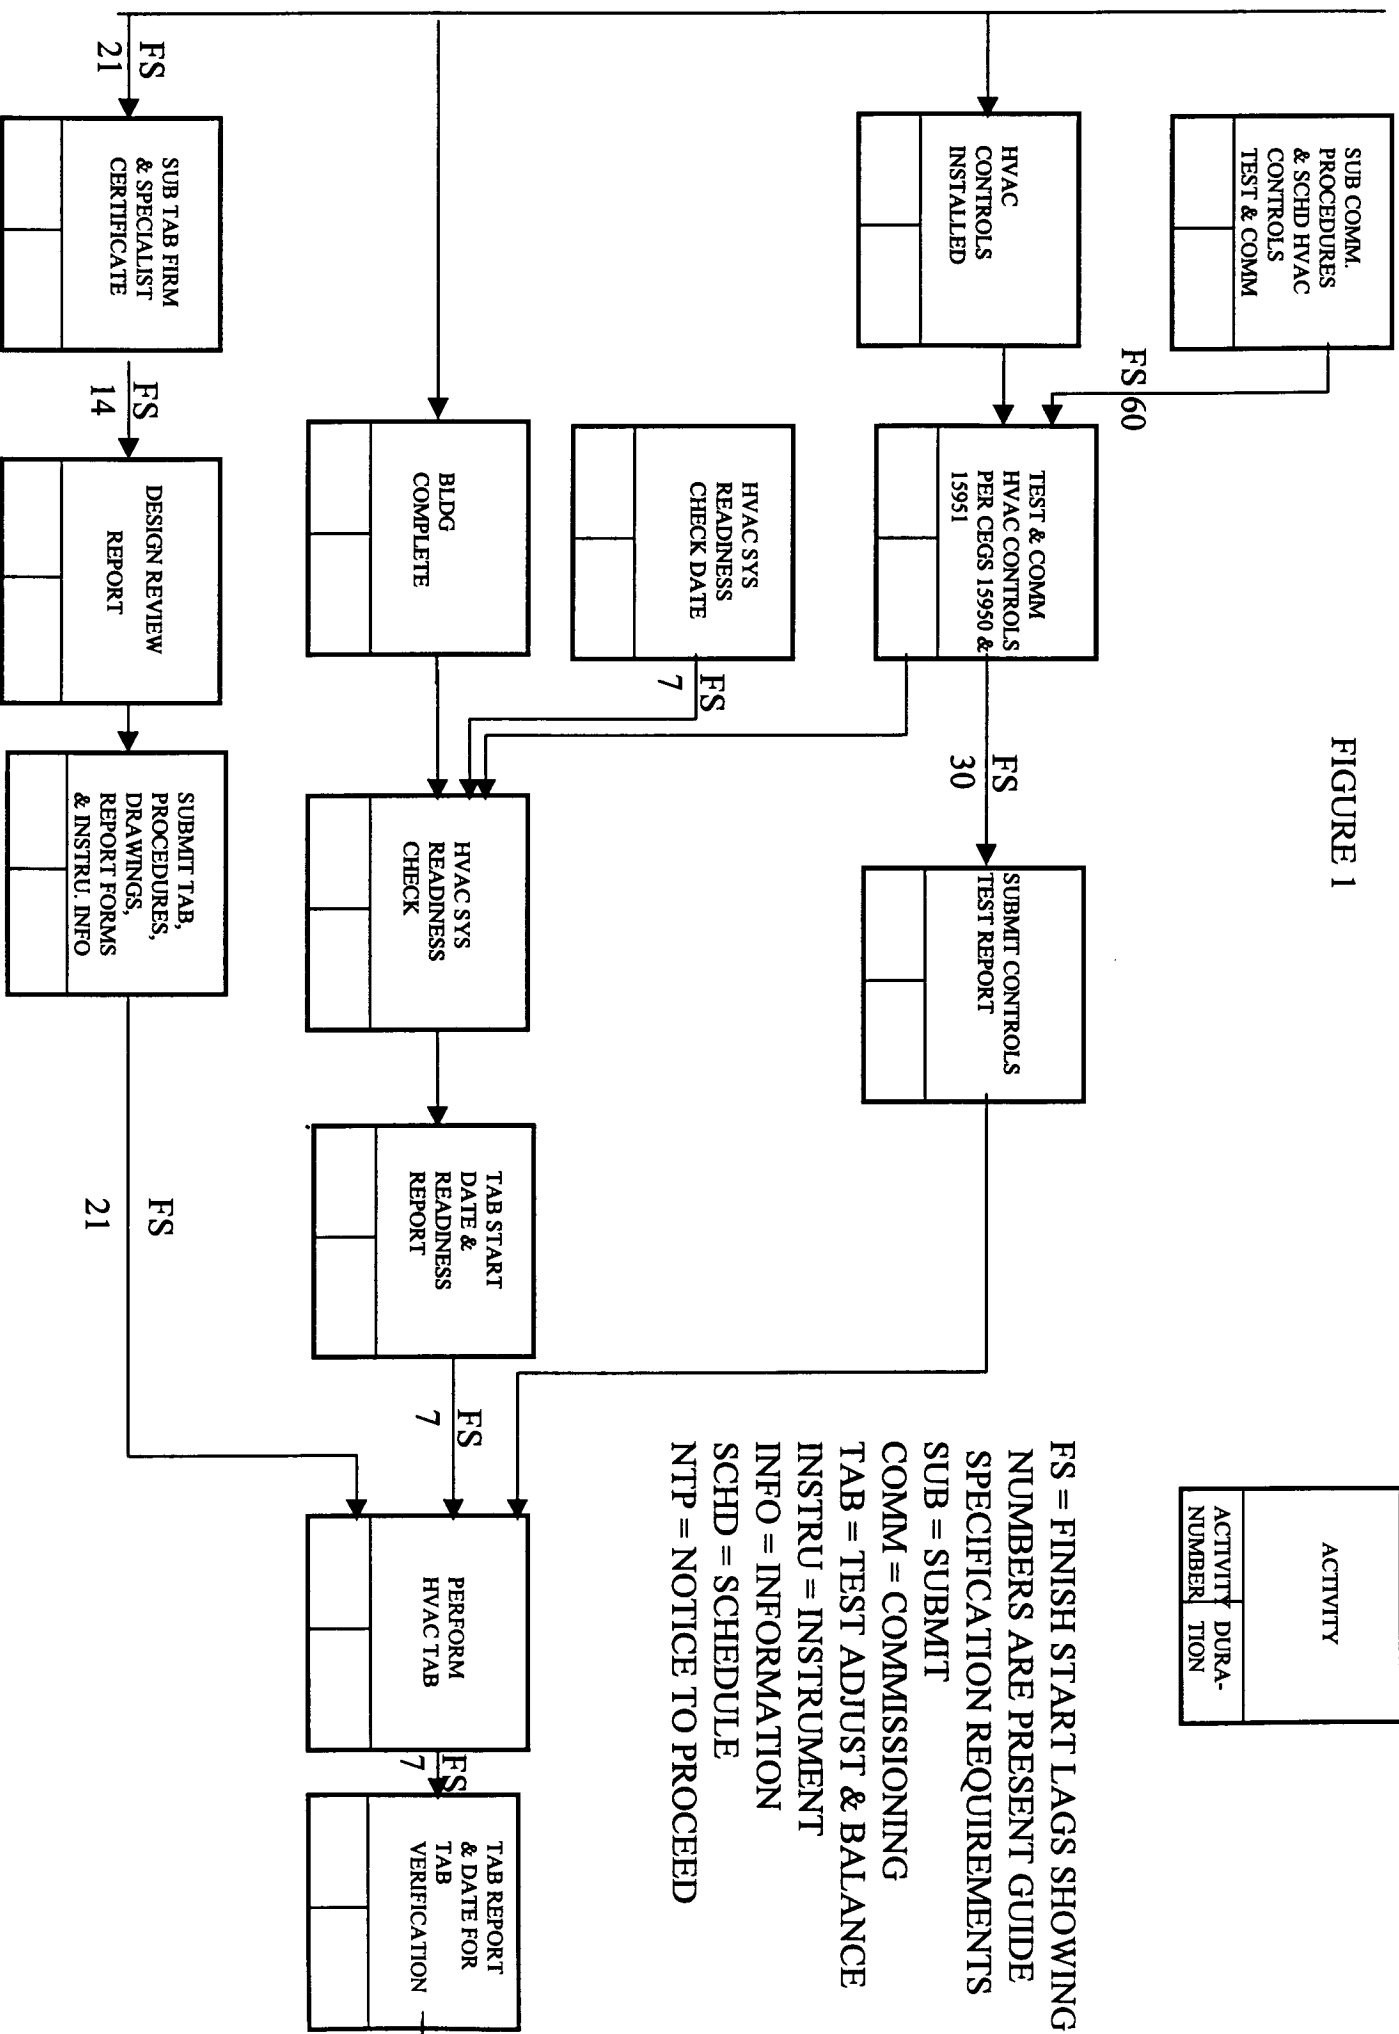 FIGURE 1
ACTIVITY
ACTIVITY
NUMBER
DURA-
TION
SUB COMM.
PROCEDURES
& SCHD HVAC
CONTROLS
TEST & COMM
FS 60
HVAC
CONTROLS
INSTALLED
TEST & COMM
HVAC CONTROLS
PER CEGS 15950 &
15951
FS
30
SUBMIT CONTROLS
TEST REPORT
FS = FINISH START LAGS SHOWING
NUMBERS ARE PRESENT GUIDE
SPECIFICATION REQUIREMENTS
SUB = SUBMIT
COMM = COMMISSIONING
TAB = TEST ADJUST & BALANCE
INSTRU = INSTRUMENT
INFO = INFORMATION
SCHD = SCHEDULE
NTP = NOTICE TO PROCEED
HVAC SYS
READINESS
CHECK DATE
FS
7
BLDG
COMPLETE
HVAC SYS
READINESS
CHECK
TAB START
DATE &
READINESS
REPORT
FS
7
PERFORM
HVAC TAB
FS
7
TAB REPORT
& DATE FOR
TAB
VERIFICATION
FS
21
SUB TAB FIRM
& SPECIALIST
CERTIFICATE
FS
14
DESIGN REVIEW
REPORT
SUBMIT TAB,
PROCEDURES,
DRAWINGS,
REPORT FORMS
& INSTRU. INFO
FS
21